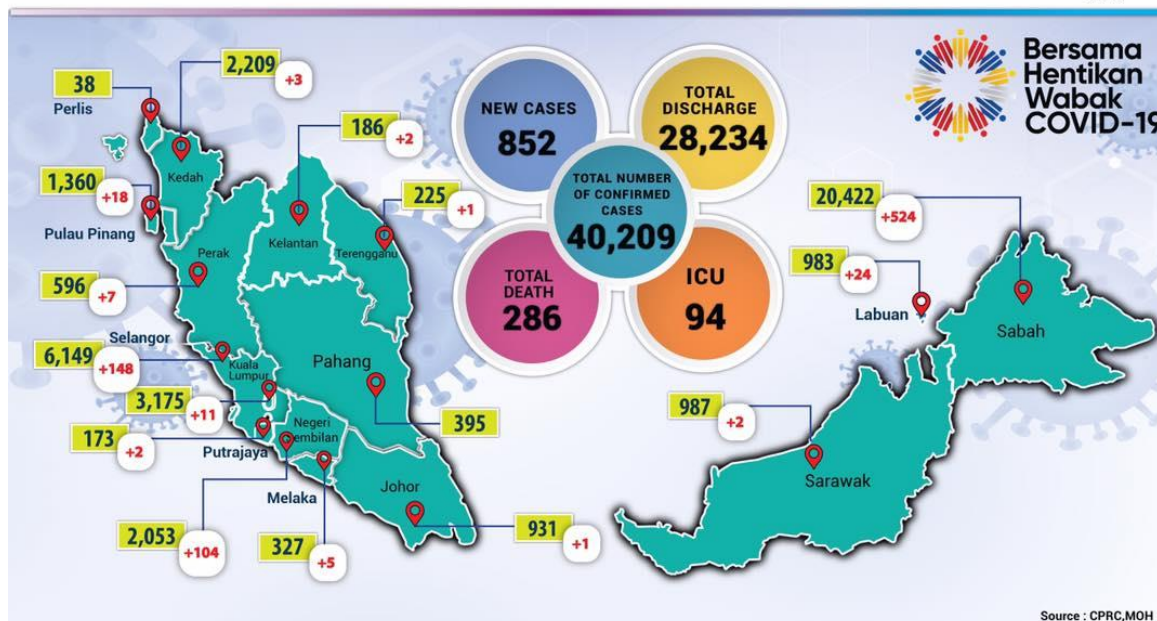 Bersama
Hentikan
Wabak
COVID-19
NEW CASES
852
TOTAL
DISCHARGE
28,234
TOTAL NUMBER
OF CONFIRMED
CASES
40,209
TOTAL
DEATH
286
ICU
94
38
Perlis
2,209
+3
Kedah
1,360
+18
Pulau Pinang
186
+2
Kelantan
225
+1
Terengganu
Perak
596
+7
Selangor
6,149
+148
Kuala
Lumpur
3,175
+11
173
+2
Putrajaya
Pahang
395
Negeri
Sembilan
2,053
+104
Melaka
327
+5
Johor
931
+1
20,422
+524
Sabah
983
+24
Labuan
987
+2
Sarawak
Source : CPRC,MOH